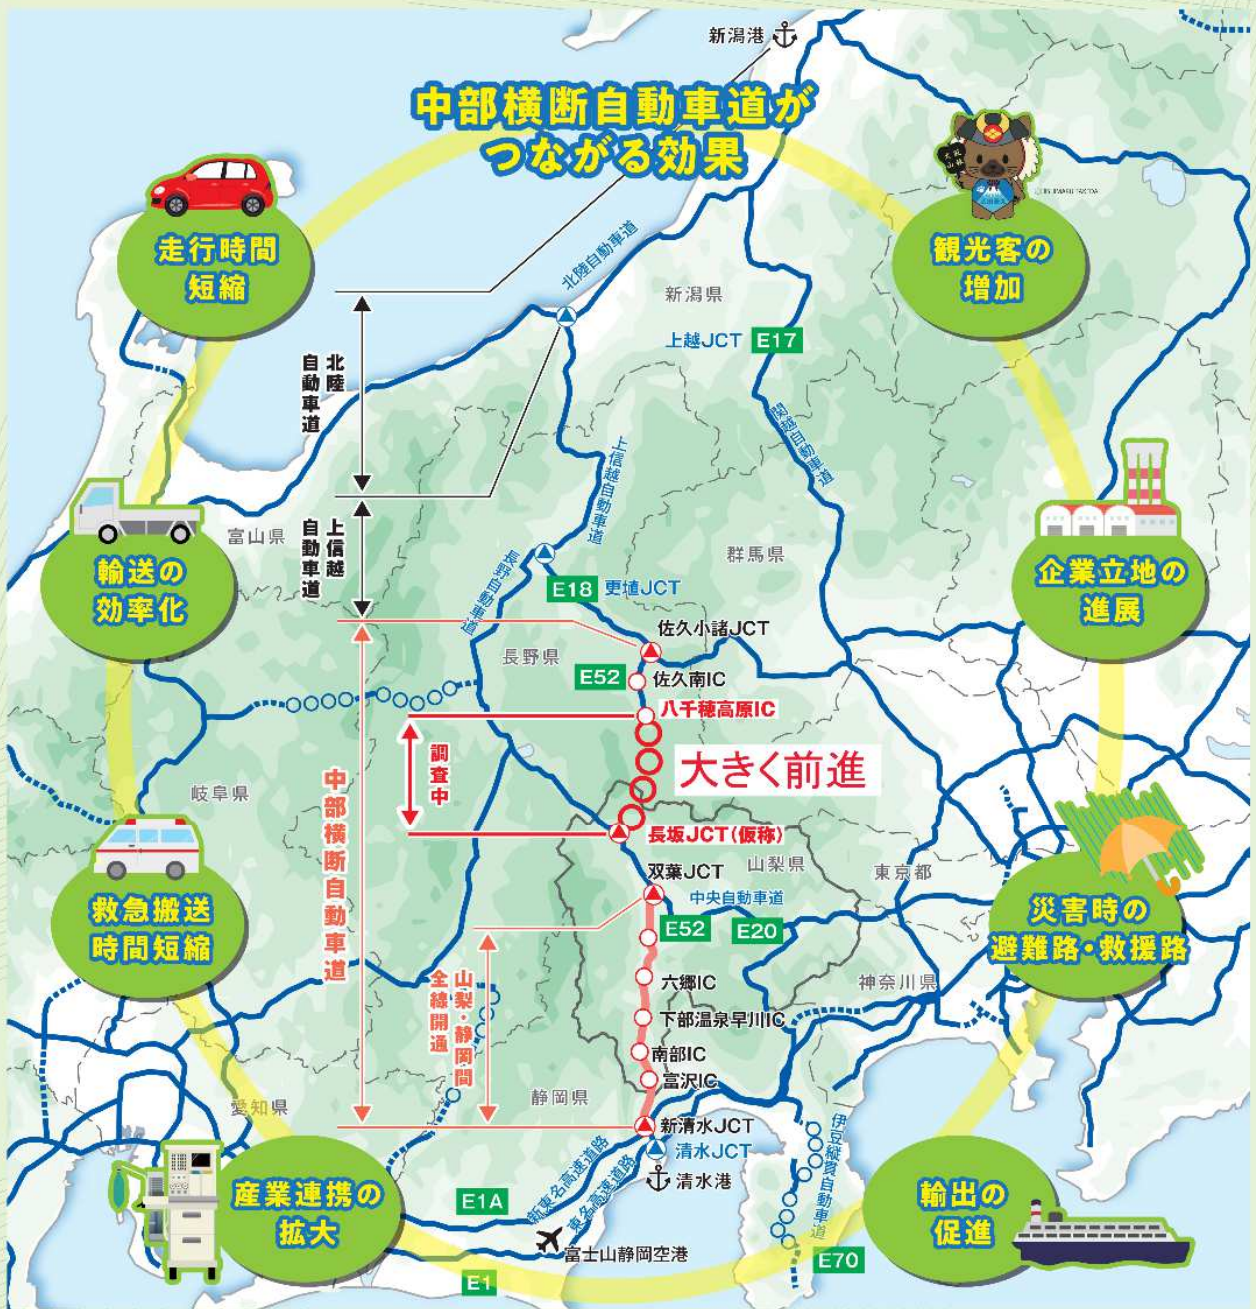 新潟港
中部横断自動車道が
つながる効果
走行時間
短縮
観光客の
増加
北陸自動車道
新潟県
上越JCT
E17
北陸
自動車道
関越自動車道
上信越自動車道
富山県
上信越
自動車道
長野自動車道
群馬県
輸送の
効率化
企業立地の
進展
E18
更埴JCT
佐久小諸JCT
長野県
E52
佐久南IC
八千穂高原IC
調査中
大きく前進
中部横断自動車道
岐阜県
長坂JCT(仮称)
山梨県
双葉JCT
東京都
中央自動車道
救急搬送
時間短縮
災害時の
避難路・救援路
E52
E20
山梨・静岡間
全線開通
六郷IC
神奈川県
下部温泉早川IC
南部IC
富沢IC
静岡県
愛知県
新清水JCT
清水JCT
清水港
伊豆縦貫自動車道
新東名高速道路
東名高速道路
産業連携の
拡大
E1A
輸出の
促進
富士山静岡空港
E1
E70